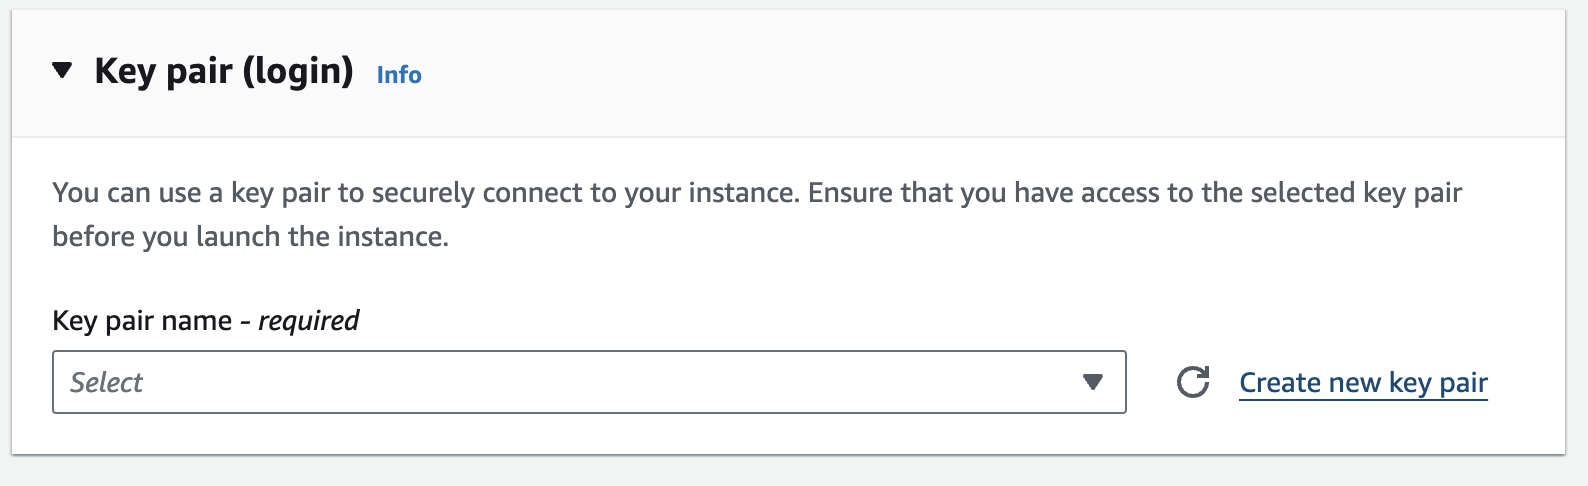 Key pair (login) Info
You can use a key pair to securely connect to your instance. Ensure that you have access to the selected key pair
before you launch the instance.
Key pair name - required
Select
Create new key pair